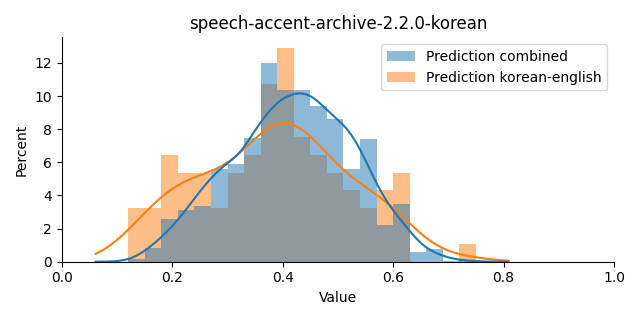 speech-accent-archive-2.2.0-korean
Prediction combined
Prediction korean-english
Percent
12
10
8
6
4
2
0
0.0 0.2 0.4 0.6 0.8 1.0
Value